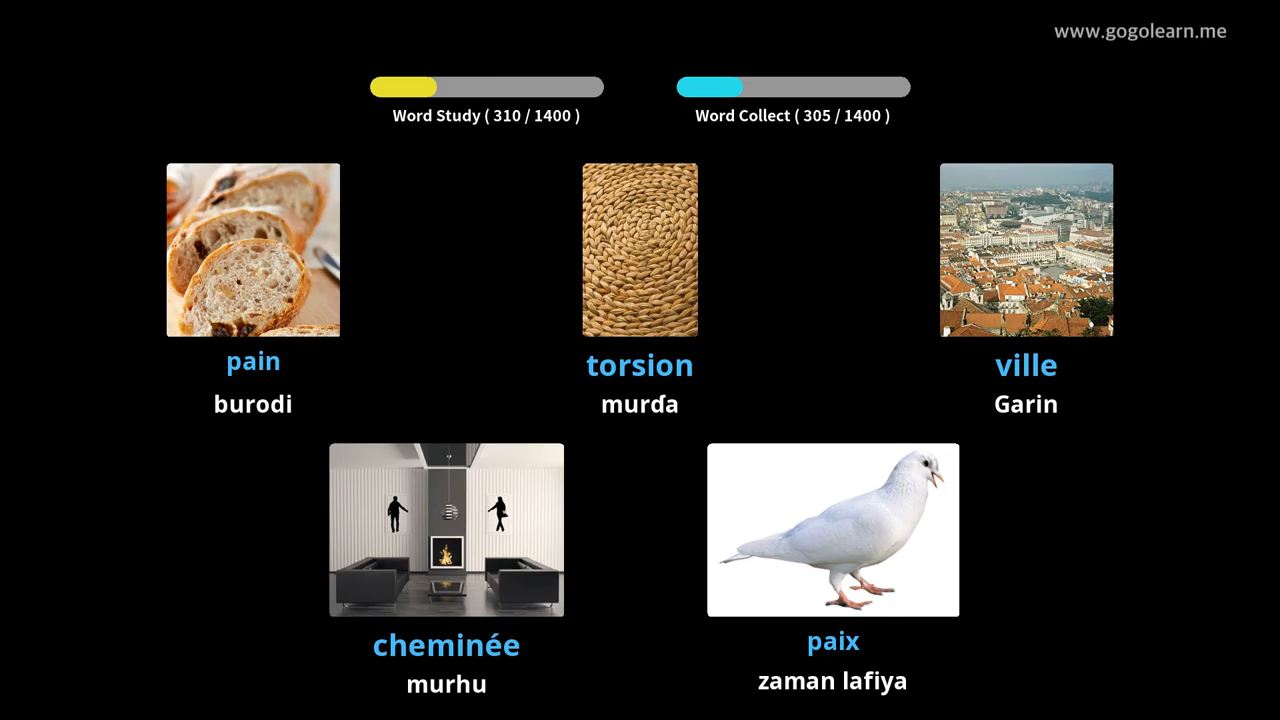 www.gogolearn.me
Word Study ( 310 / 1400 )
Word Collect ( 305 / 1400 )
pain
torsion
ville
burodi
murɗa
Garin
cheminée
paix
murhu
zaman lafiya